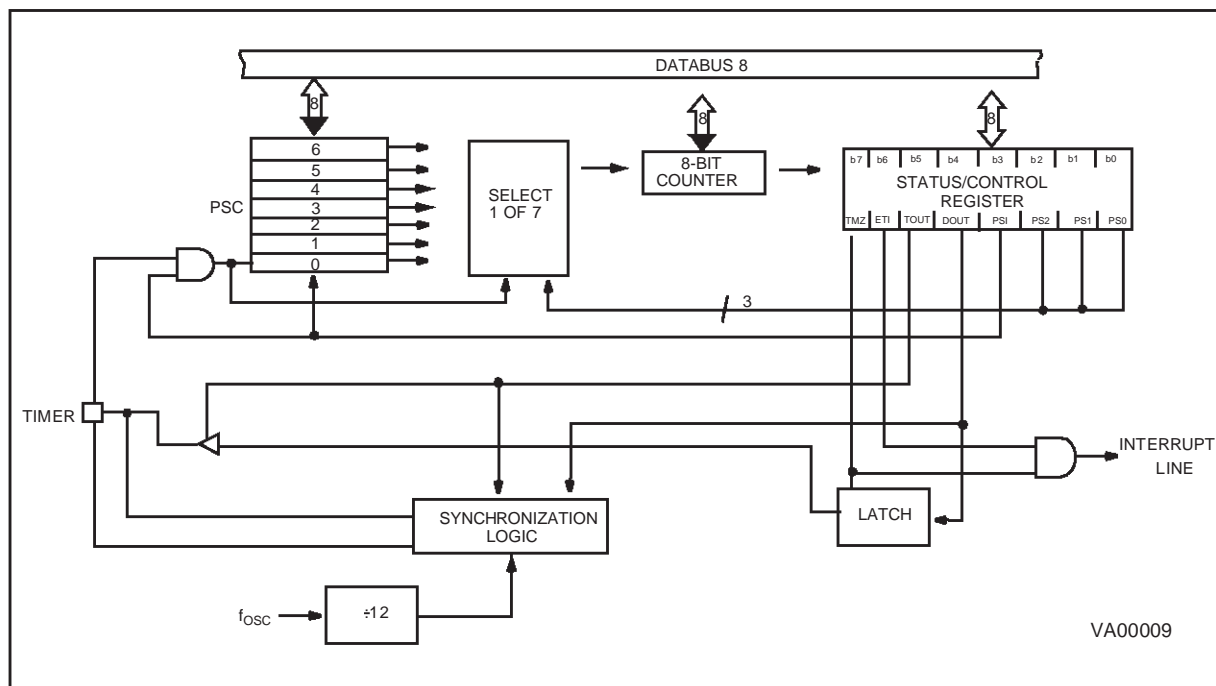 DATABUS 8
8
8
8
6
5
4
3
2
1
0
PSC
SELECT
1 OF 7
8-BIT
COUNTER
b7 b6 b5 b4 b3 b2 b1 b0
STATUS/CONTROL
REGISTER
TMZ ETI TOUT DOUT PSI PS2 PS1 PS0
3
TIMER
INTERRUPT
LINE
LATCH
SYNCHRONIZATION
LOGIC
fOSC
÷12
VA00009